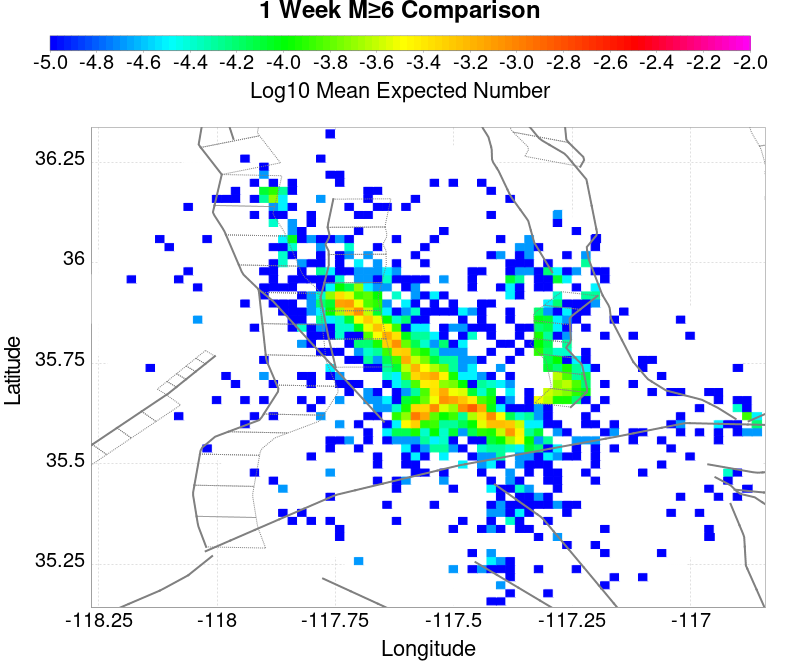 1 Week M≥6 Comparison
-5.0 -4.8 -4.6 -4.4 -4.2 -4.0 -3.8 -3.6 -3.4 -3.2 -3.0 -2.8 -2.6 -2.4 -2.2 -2.0
Log10 Mean Expected Number
36.25
36
35.75
Latitude
35.5
35.25
-118.25 -118 -117.75 -117.5 -117.25 -117
Longitude